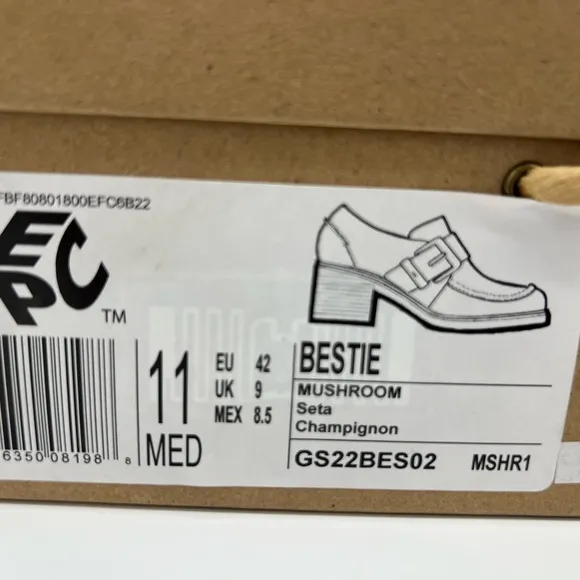 FBF80801800EFC6B22
EPC
TM
11
MED
EU 42
UK 9
MEX 8.5
BESTIE
MUSHROOM
Seta
Champignon
GS22BES02 MSHR1
6350 08198 8